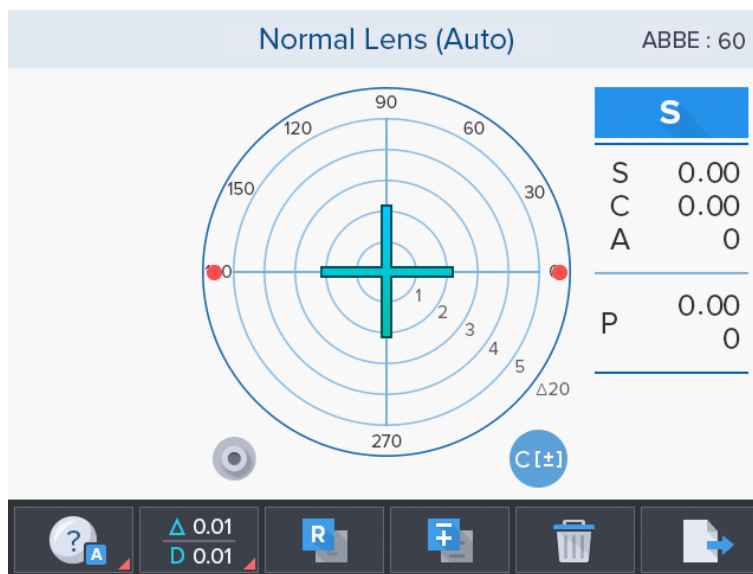 Normal Lens (Auto)
ABBE : 60
90
120
60
150
30
S
S 0.00
C 0.00
A 0
1
2
3
4
5
Δ20
P 0.00
0
270
C[±]
?
A
Δ 0.01
D 0.01
R